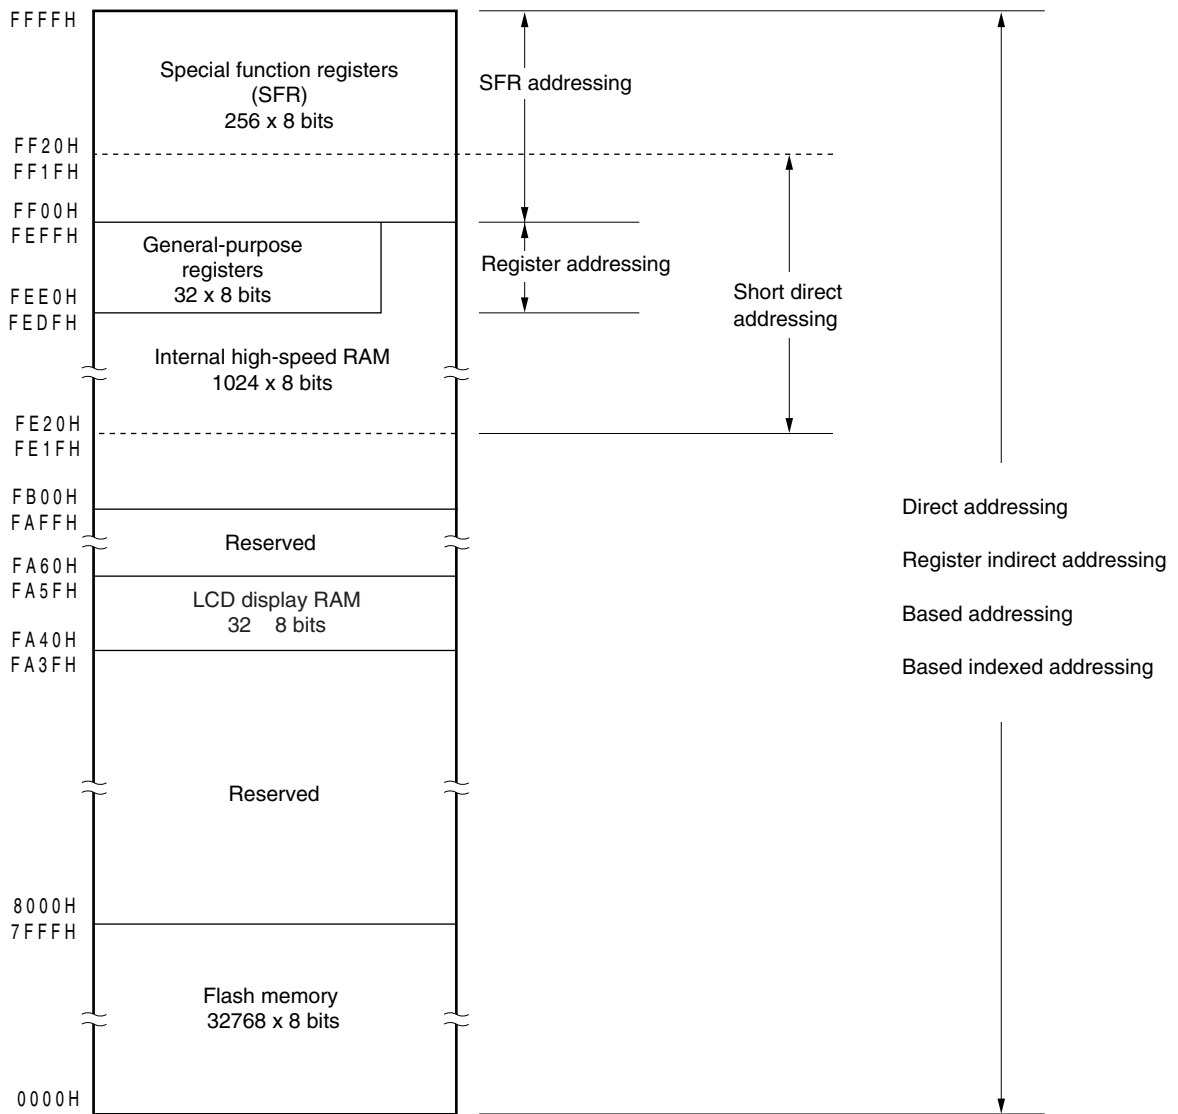 FFFFH
Special function registers
(SFR)
256 x 8 bits
SFR addressing
FF20H
FF1FH
FF00H
FEFFH
General-purpose
registers
32 x 8 bits
Register addressing
Short direct
addressing
FEE0H
FEDFH
Internal high-speed RAM
1024 x 8 bits
FE20H
FE1FH
FB00H
FAFFH
Reserved
FA60H
FA5FH
LCD display RAM
32 8 bits
FA40H
FA3FH
Direct addressing
Register indirect addressing
Based addressing
Based indexed addressing
Reserved
8000H
7FFFH
Flash memory
32768 x 8 bits
0000H